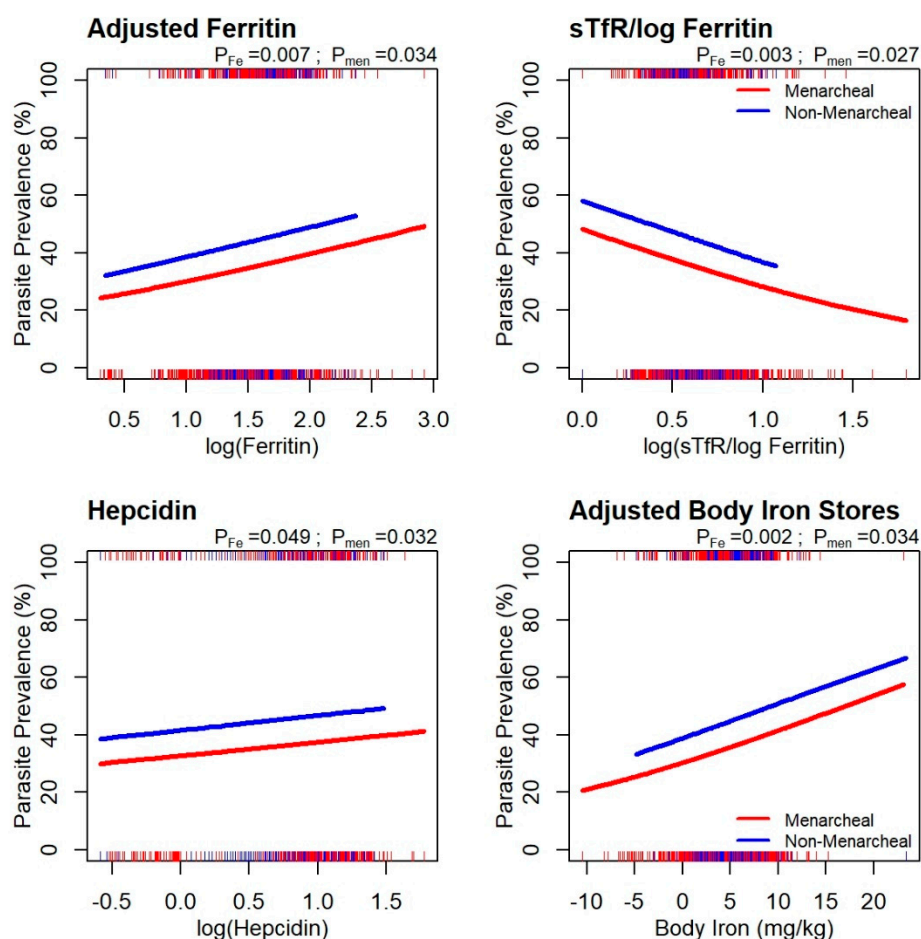 Adjusted Ferritin
P_Fe =0.007 ; P_men =0.034
Parasite Prevalence (%)
100
80
60
40
20
0
0.5 1.0 1.5 2.0 2.5 3.0
log(Ferritin)
sTfR/log Ferritin
P_Fe =0.003 ; P_men =0.027
Menarcheal
Non-Menarcheal
Parasite Prevalence (%)
100
80
60
40
20
0
0.0 0.5 1.0 1.5
log(sTfR/log Ferritin)
Hepcidin
P_Fe =0.049 ; P_men =0.032
Parasite Prevalence (%)
100
80
60
40
20
0
-0.5 0.0 0.5 1.0 1.5
log(Hepcidin)
Adjusted Body Iron Stores
P_Fe =0.002 ; P_men =0.034
Parasite Prevalence (%)
100
80
60
40
20
0
Menarcheal
Non-Menarcheal
-10 -5 0 5 10 15 20
Body Iron (mg/kg)